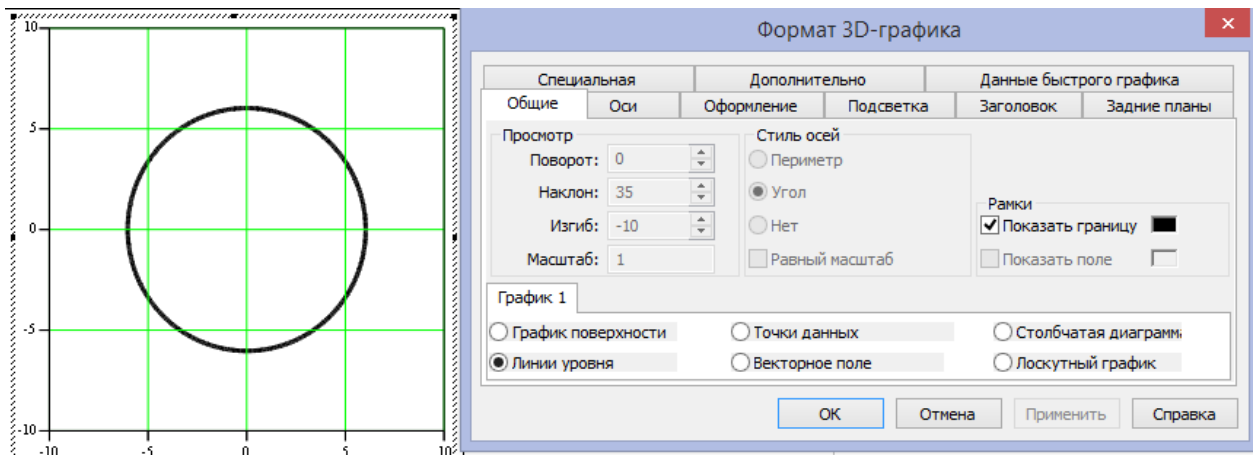 10
5
0
-5
-10
-10 -5 0 5 10
Формат 3D-графика
Специальная Дополнительно Данные быстрого графика
Общие Оси Оформление Подсветка Заголовок Задние планы
Просмотр Стиль осей
Поворот: 0 Периметр
Наклон: 35 Угол Рамки
Изгиб: -10 Нет Показать границу
Масштаб: 1 Равный масштаб Показать поле
График 1
График поверхности Точки данных Столбчатая диаграмм
Линии уровня Векторное поле Лоскутный график
OK Отмена Применить Справка